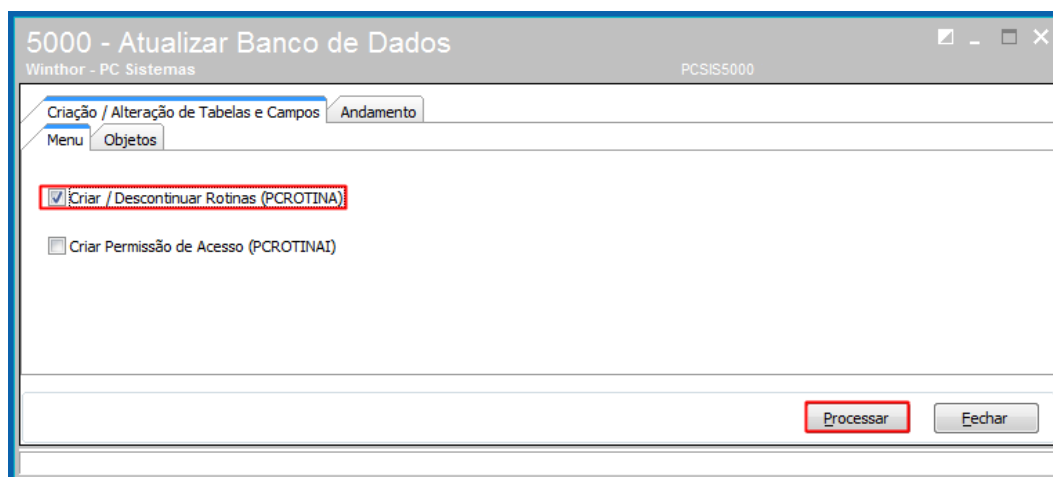 5000 - Atualizar Banco de Dados
Winthor - PC Sistemas PCSIS5000
Criação / Alteração de Tabelas e Campos Andamento
Menu Objetos
Criar / Descontinuar Rotinas (PCROTINA)
Criar Permissão de Acesso (PCROTINAI)
Processar Fechar